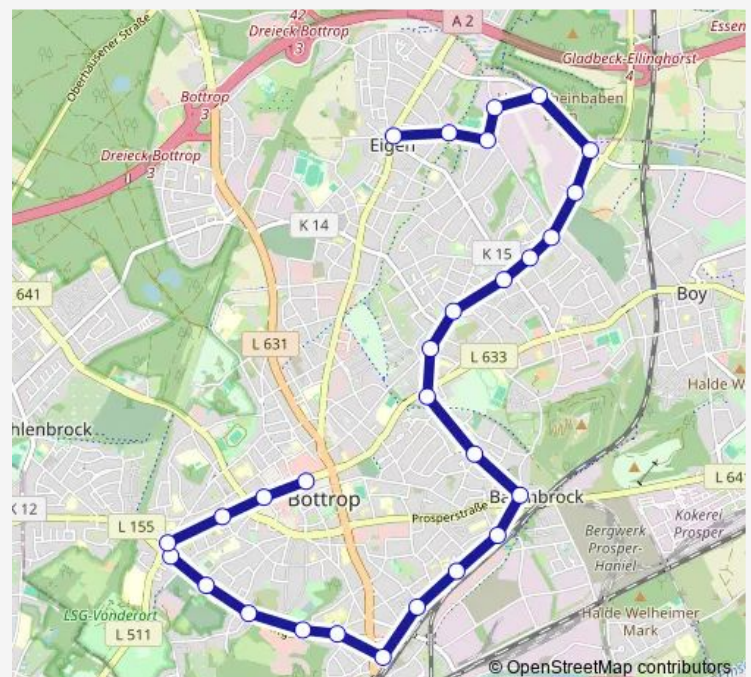 42
Dreieck Bottrop
3
A 2
Essen
Oberhausener Straße
Gladbeck-Ellinghorst
4
Bottrop
3
Dreieck Bottrop
3
Eigen
K 14
K 15
641
Boy
L 631
L 633
Halde W
hlenbrock
Bottrop
K 12
L 155
Prosperstraße
L 64
Bergwerk
Prosper-
Haniel
Kokerei
Prosper
LSG-Vonderort
L 511
Halde Welheimer
Mark
© OpenStreetMap contributors